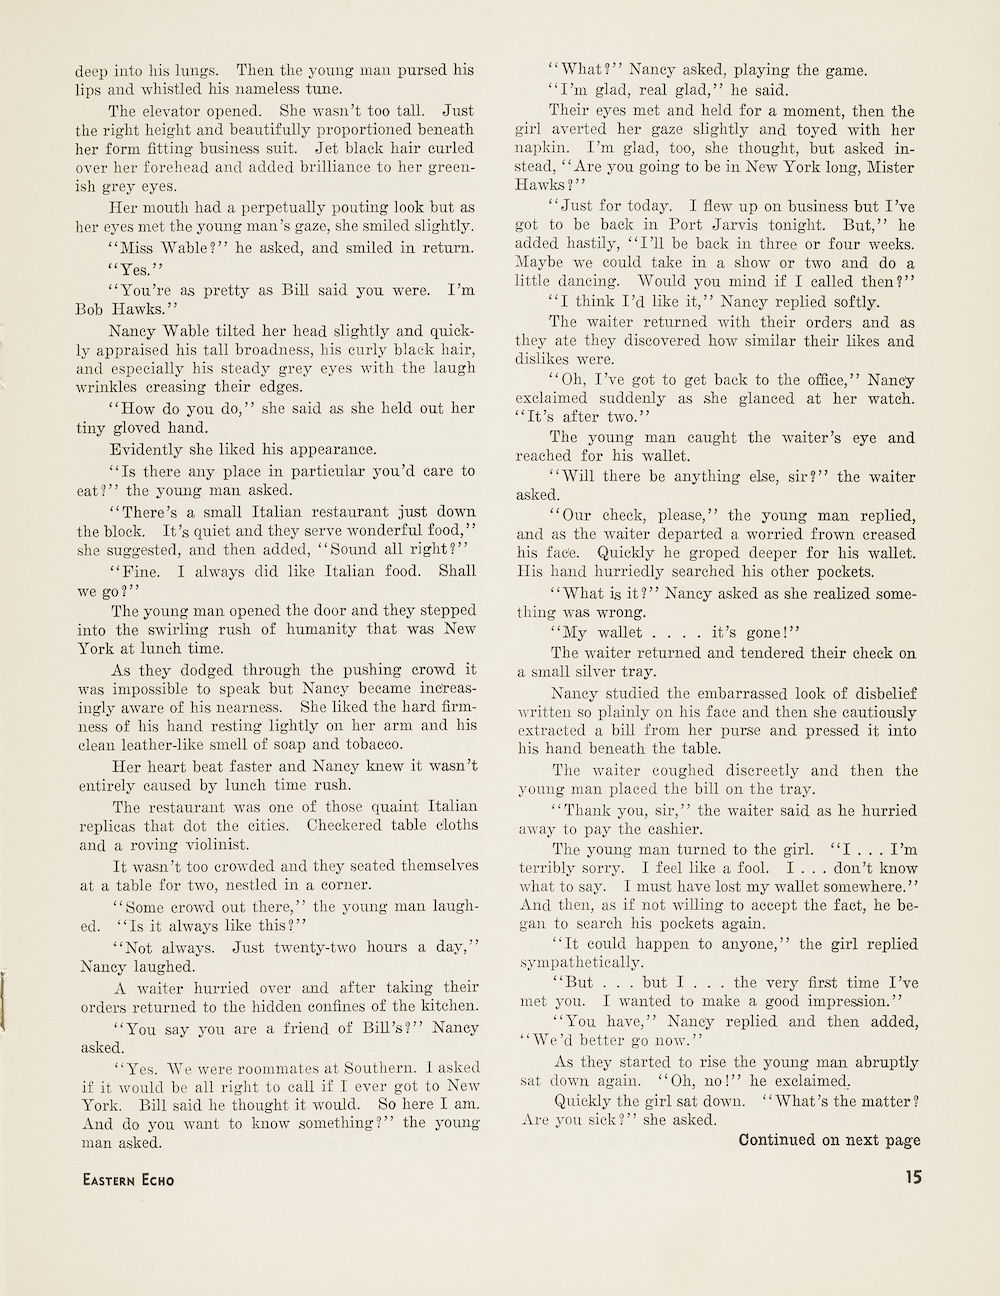 deep into his lungs. Then the young man pursed his
lips and whistled his nameless tune.
The elevator opened. She wasn't too tall. Just
the right height and beautifully proportioned beneath
her form fitting business suit. Jet black hair curled
over her forehead and added brilliance to her green-
ish grey eyes.
Her mouth had a perpetually pouting look but as
her eyes met the young man's gaze, she smiled slightly.
"Miss Wable?" he asked, and smiled in return.
"Yes."
"You're as pretty as Bill said you were. I'm
Bob Hawks."
Nancy Wable tilted her head slightly and quick-
ly appraised his tall broadness, his curly black hair,
and especially his steady grey eyes with the laugh
wrinkles creasing their edges.
"How do you do," she said as she held out her
tiny gloved hand.
Evidently she liked his appearance.
"Is there any place in particular you'd care to
eat?" the young man asked.
"There's a small Italian restaurant just down
the block. It's quiet and they serve wonderful food,"
she suggested, and then added, "Sound all right?"
"Fine. I always did like Italian food. Shall
we go?"
The young man opened the door and they stepped
into the swirling rush of humanity that was New
York at lunch time.
As they dodged through the pushing crowd it
was impossible to speak but Nancy became increas-
ingly aware of his nearness. She liked the hard firm-
ness of his hand resting lightly on her arm and his
clean leather-like smell of soap and tobacco.
Her heart beat faster and Nancy knew it wasn't
entirely caused by lunch time rush.
The restaurant was one of those quaint Italian
replicas that dot the cities. Checkered table cloths
and a roving violinist.
It wasn't too crowded and they seated themselves
at a table for two, nestled in a corner.
"Some crowd out there," the young man laugh-
ed. "Is it always like this?"
"Not always. Just twenty-two hours a day,"
Nancy laughed.
A waiter hurried over and after taking their
orders returned to the hidden confines of the kitchen.
"You say you are a friend of Bill's?" Nancy
asked.
"Yes. We were roommates at Southern. I asked
if it would be all right to call if I ever got to New
York. Bill said he thought it would. So here I am.
And do you want to know something?" the young
man asked.
"What?" Nancy asked, playing the game.
"I'm glad, real glad," he said.
Their eyes met and held for a moment, then the
girl averted her gaze slightly and toyed with her
napkin. I'm glad, too, she thought, but asked in-
stead, "Are you going to be in New York long, Mister
Hawks?"
"Just for today. I flew up on business but I've
got to be back in Port Jarvis tonight. But," he
added hastily, "I'll be back in three or four weeks.
Maybe we could take in a show or two and do a
little dancing. Would you mind if I called then?"
"I think I'd like it," Nancy replied softly.
The waiter returned with their orders and as
they ate they discovered how similar their likes and
dislikes were.
"Oh, I've got to get back to the office," Nancy
exclaimed suddenly as she glanced at her watch.
"It's after two."
The young man caught the waiter's eye and
reached for his wallet.
"Will there be anything else, sir?" the waiter
asked.
"Our check, please," the young man replied,
and as the waiter departed a worried frown creased
his face. Quickly he groped deeper for his wallet.
His hand hurriedly searched his other pockets.
"What is it?" Nancy asked as she realized some-
thing was wrong.
"My wallet . . . . it's gone!"
The waiter returned and tendered their check on
a small silver tray.
Nancy studied the embarrassed look of disbelief
written so plainly on his face and then she cautiously
extracted a bill from her purse and pressed it into
his hand beneath the table.
The waiter coughed discreetly and then the
young man placed the bill on the tray.
"Thank you, sir," the waiter said as he hurried
away to pay the cashier.
The young man turned to the girl. "I . . . I'm
terribly sorry. I feel like a fool. I . . . don't know
what to say. I must have lost my wallet somewhere."
And then, as if not willing to accept the fact, he be-
gan to search his pockets again.
"It could happen to anyone," the girl replied
sympathetically.
"But . . . but I . . . the very first time I've
met you. I wanted to make a good impression."
"You have," Nancy replied and then added,
"We'd better go now."
As they started to rise the young man abruptly
sat down again. "Oh, no!" he exclaimed.
Quickly the girl sat down. "What's the matter?
Are you sick?" she asked.
Continued on next page
EASTERN ECHO
15